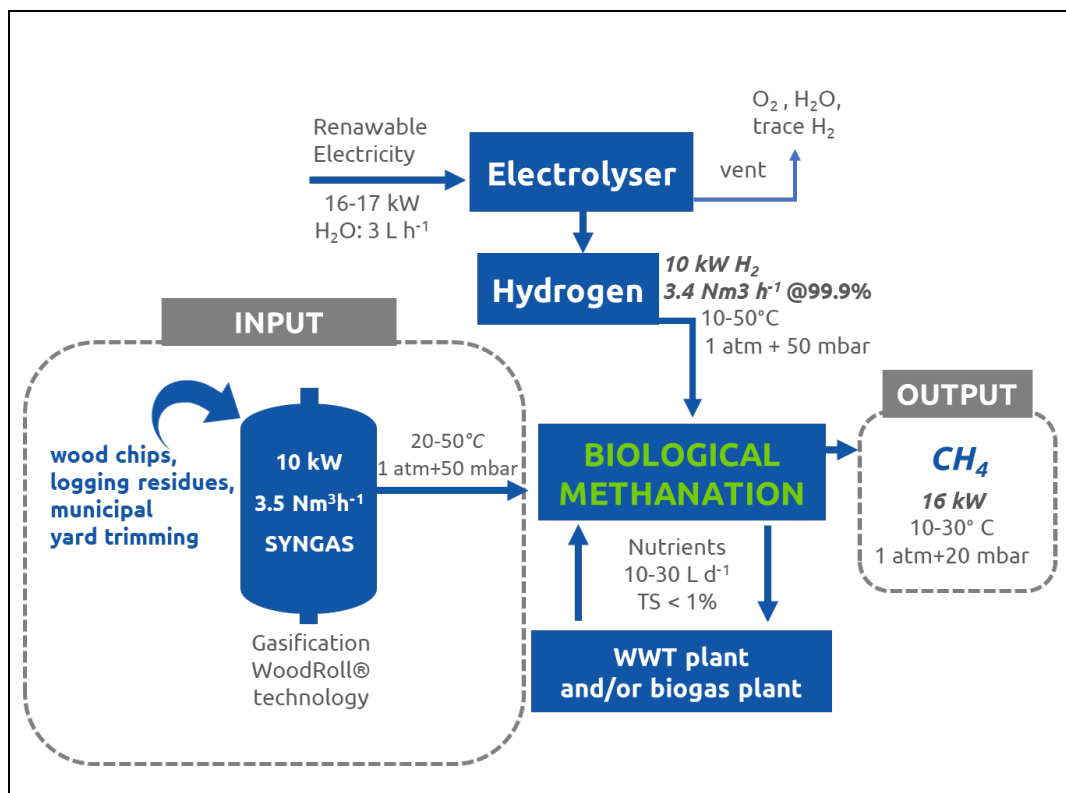 Renawable
Electricity
16-17 kW
H₂O: 3 L h⁻¹
Electrolyser
vent
O₂ , H₂O,
trace H₂
Hydrogen
10 kW H₂
3.4 Nm3 h⁻¹ @99.9%
10-50°C
1 atm + 50 mbar
INPUT
wood chips,
logging residues,
municipal
yard trimming
10 kW
3.5 Nm³h⁻¹
SYNGAS
Gasification
WoodRoll®
technology
20-50°C
1 atm+50 mbar
BIOLOGICAL
METHANATION
Nutrients
10-30 L d⁻¹
TS < 1%
WWT plant
and/or biogas plant
OUTPUT
CH₄
16 kW
10-30° C
1 atm+20 mbar